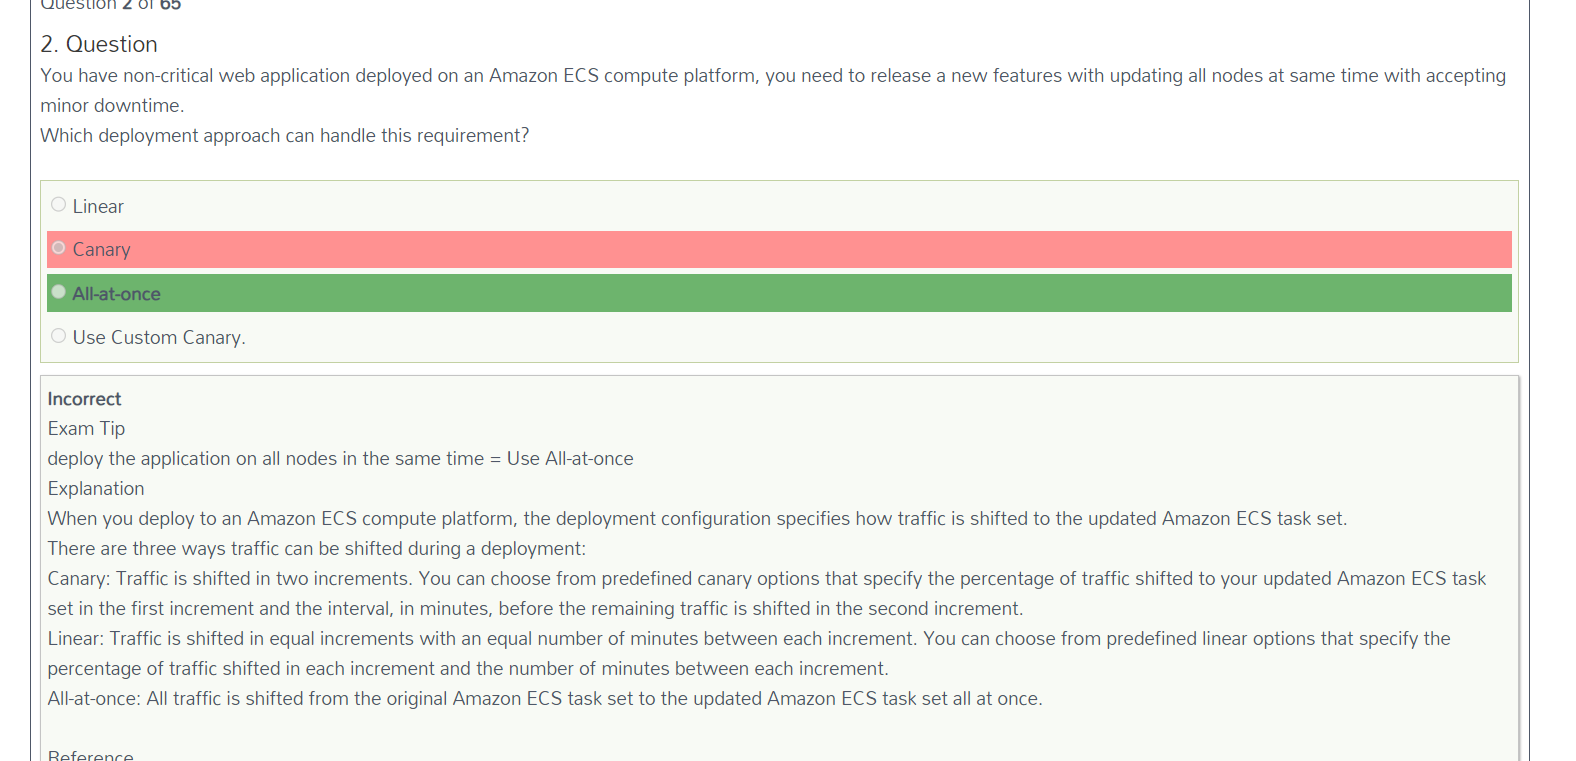 Question 2 of 65
2. Question
You have non-critical web application deployed on an Amazon ECS compute platform, you need to release a new features with updating all nodes at same time with accepting
minor downtime.
Which deployment approach can handle this requirement?
Linear
Canary
All-at-once
Use Custom Canary.
Incorrect
Exam Tip
deploy the application on all nodes in the same time = Use All-at-once
Explanation
When you deploy to an Amazon ECS compute platform, the deployment configuration specifies how traffic is shifted to the updated Amazon ECS task set.
There are three ways traffic can be shifted during a deployment:
Canary: Traffic is shifted in two increments. You can choose from predefined canary options that specify the percentage of traffic shifted to your updated Amazon ECS task
set in the first increment and the interval, in minutes, before the remaining traffic is shifted in the second increment.
Linear: Traffic is shifted in equal increments with an equal number of minutes between each increment. You can choose from predefined linear options that specify the
percentage of traffic shifted in each increment and the number of minutes between each increment.
All-at-once: All traffic is shifted from the original Amazon ECS task set to the updated Amazon ECS task set all at once.
Reference